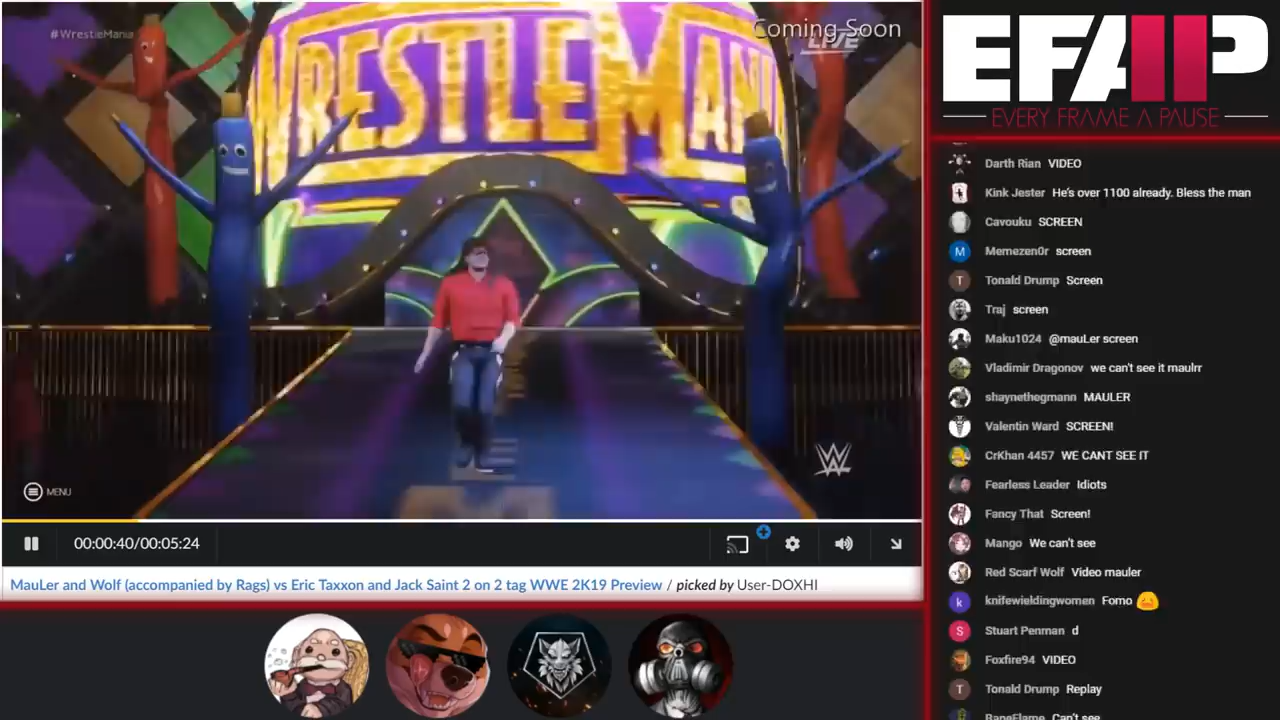 #WrestleMania
Coming Soon
LIVE
WRESTLEMANIA
EFAP
EVERY FRAME A PAUSE
Darth Rian VIDEO
Kink Jester He's over 1100 already. Bless the man
Cavouku SCREEN
Memezen0r screen
Tonald Drump Screen
Traj screen
Maku1024 @mauLer screen
Vladimir Dragonov we can't see it maulrr
shaynethegmann MAULER
Valentin Ward SCREEN!
CrKhan 4457 WE CANT SEE IT
Fearless Leader Idiots
Fancy That Screen!
Mango We can't see
Red Scarf Wolf Video mauler
knifewieldingwomen Fomo
Stuart Penman d
Foxfire94 VIDEO
Tonald Drump Replay
RaneFlame Can't see
MENU
00:00:40/00:05:24
MauLer and Wolf (accompanied by Rags) vs Eric Taxxon and Jack Saint 2 on 2 tag WWE 2K19 Preview / picked by User-DOXHI